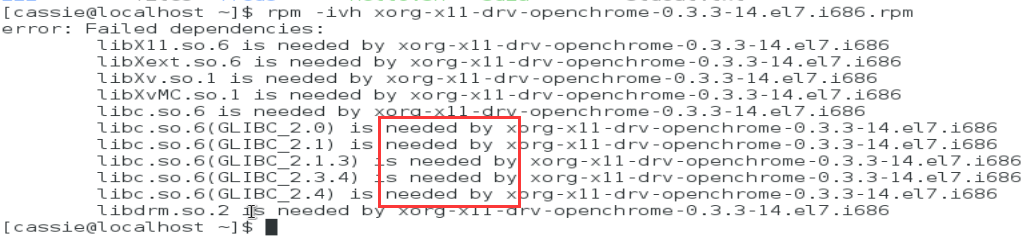 [cassie@localhost ~]$ rpm -ivh xorg-x11-drv-openchrome-0.3.3-14.el7.i686.rpm
error: Failed dependencies:
libX11.so.6 is needed by xorg-x11-drv-openchrome-0.3.3-14.el7.i686
libXext.so.6 is needed by xorg-x11-drv-openchrome-0.3.3-14.el7.i686
libXv.so.1 is needed by xorg-x11-drv-openchrome-0.3.3-14.el7.i686
libXvMC.so.1 is needed by xorg-x11-drv-openchrome-0.3.3-14.el7.i686
libc.so.6 is needed by xorg-x11-drv-openchrome-0.3.3-14.el7.i686
libc.so.6(GLIBC_2.0) is needed by xorg-x11-drv-openchrome-0.3.3-14.el7.i686
libc.so.6(GLIBC_2.1) is needed by xorg-x11-drv-openchrome-0.3.3-14.el7.i686
libc.so.6(GLIBC_2.1.3) is needed by xorg-x11-drv-openchrome-0.3.3-14.el7.i686
libc.so.6(GLIBC_2.3.4) is needed by xorg-x11-drv-openchrome-0.3.3-14.el7.i686
libc.so.6(GLIBC_2.4) is needed by xorg-x11-drv-openchrome-0.3.3-14.el7.i686
libdrm.so.2 is needed by xorg-x11-drv-openchrome-0.3.3-14.el7.i686
[cassie@localhost ~]$